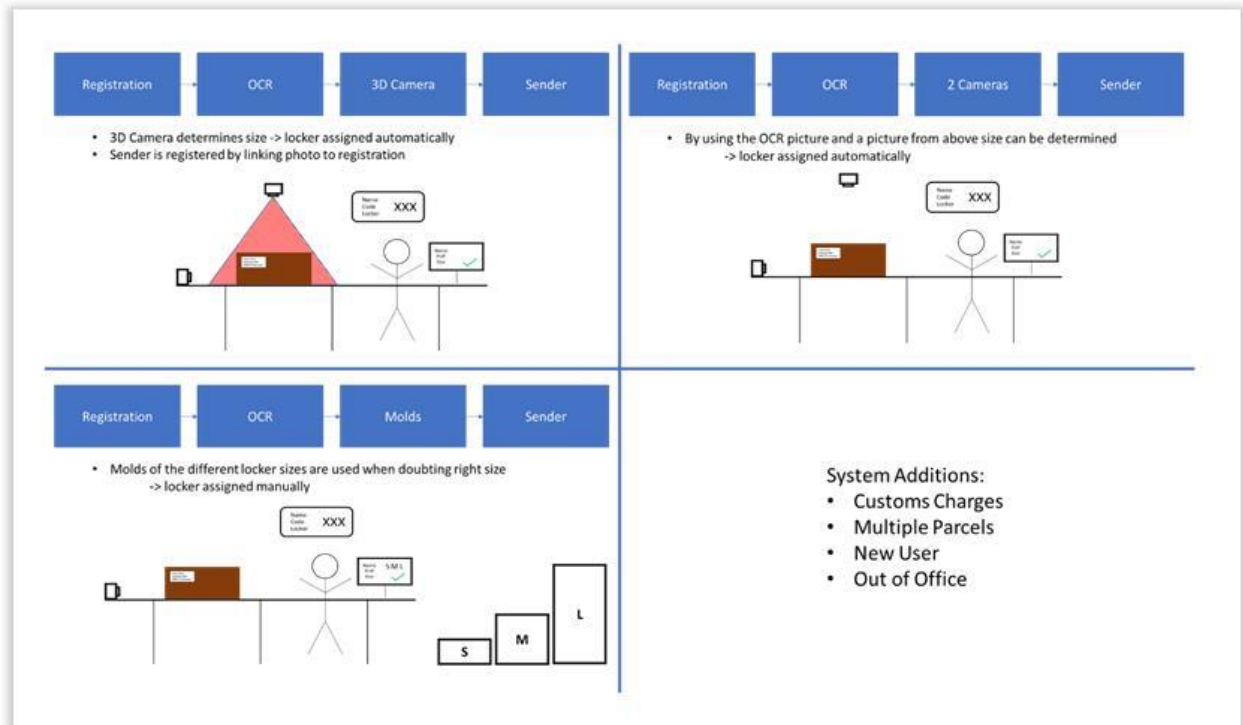 Registration
OCR
3D Camera
Sender
• 3D Camera determines size -> locker assigned automatically
• Sender is registered by linking photo to registration
Name
Code
Locker
XXX
Name
Registration
OCR
2 Cameras
Sender
• By using the OCR picture and a picture from above size can be determined
-> locker assigned automatically
Name
Code
Locker
XXX
Name
Registration
OCR
Molds
Sender
• Molds of the different locker sizes are used when doubting right size
-> locker assigned manually
Name
Code
Locker
XXX
Name
S M L
S
M
L
System Additions:
• Customs Charges
• Multiple Parcels
• New User
• Out of Office